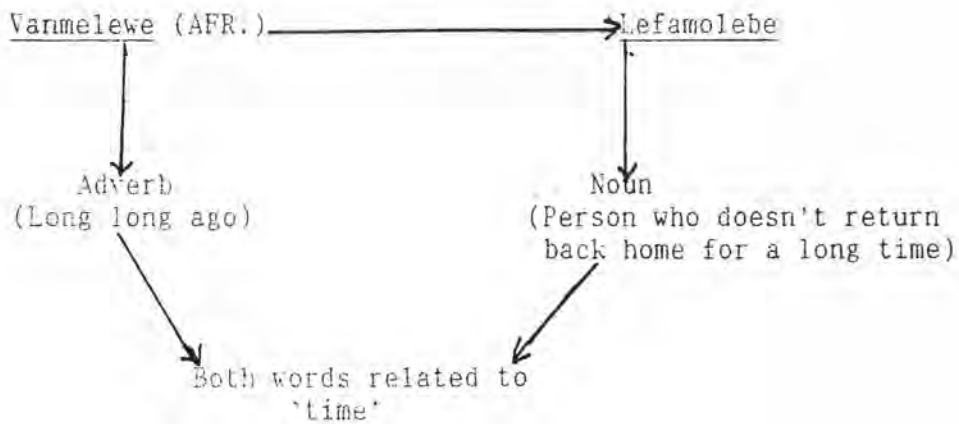 Vanmelewe (AFR.) Lefamolebe
Adverb Noun
(Long long ago) (Person who doesn't return
back home for a long time)
Both words related to
'time'